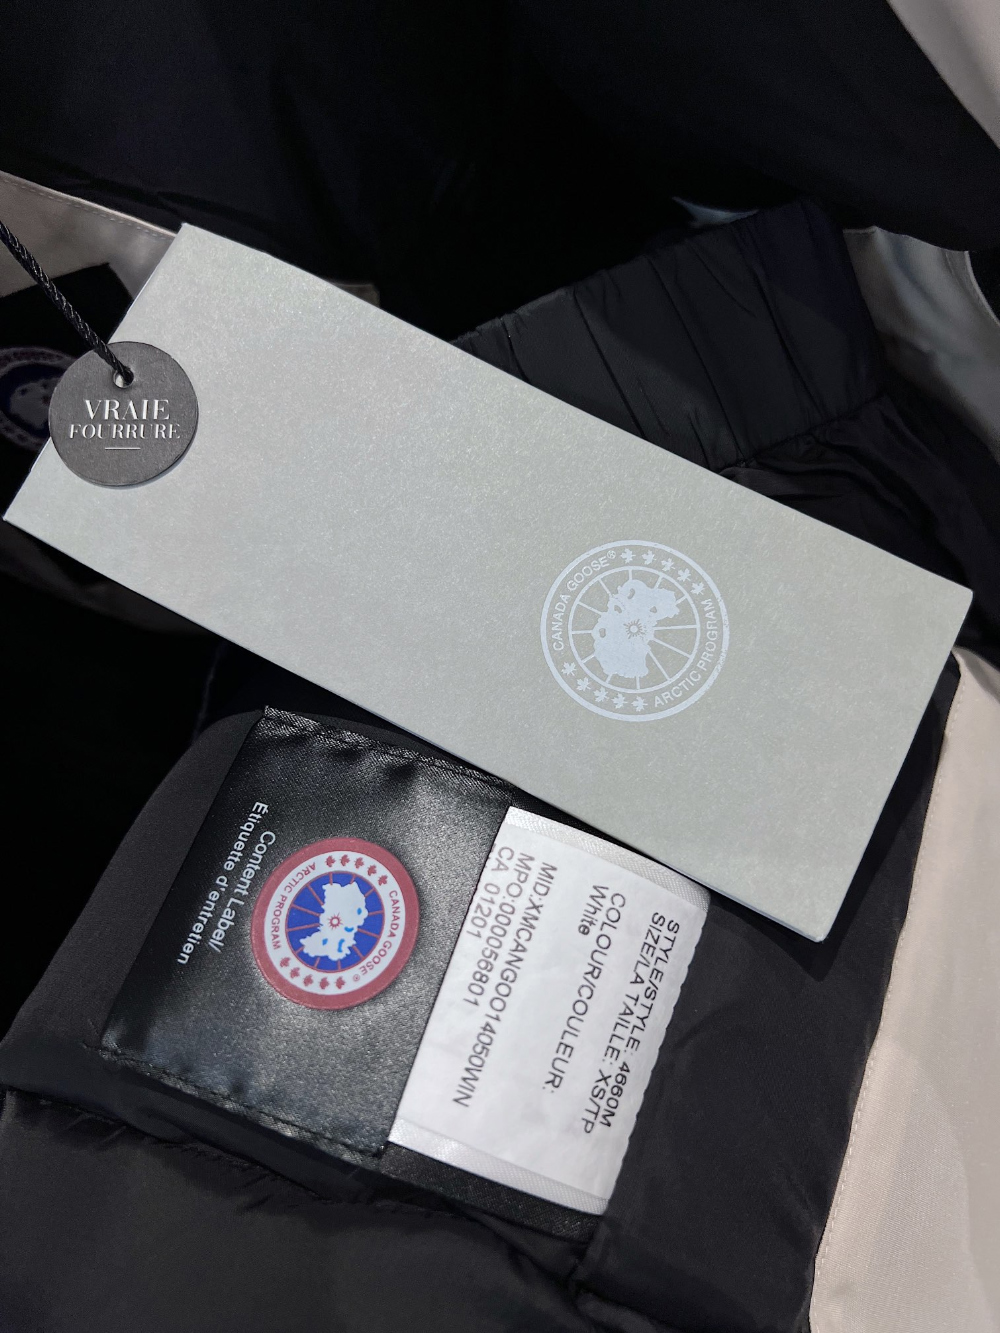 VRAIE
FOURRURE
CANADA GOOSE®
ARCTIC PROGRAM
Content Label/
Étiquette d'entretien
CANADA GOOSE®
ARCTIC PROGRAM
STYLE/STYLE: 4660M
SIZE/LA TAILLE: XS/TP
COLOUR/COULEUR:
White
MID:XMCANGOO14050WIN
MPO:000056801
CA 01201